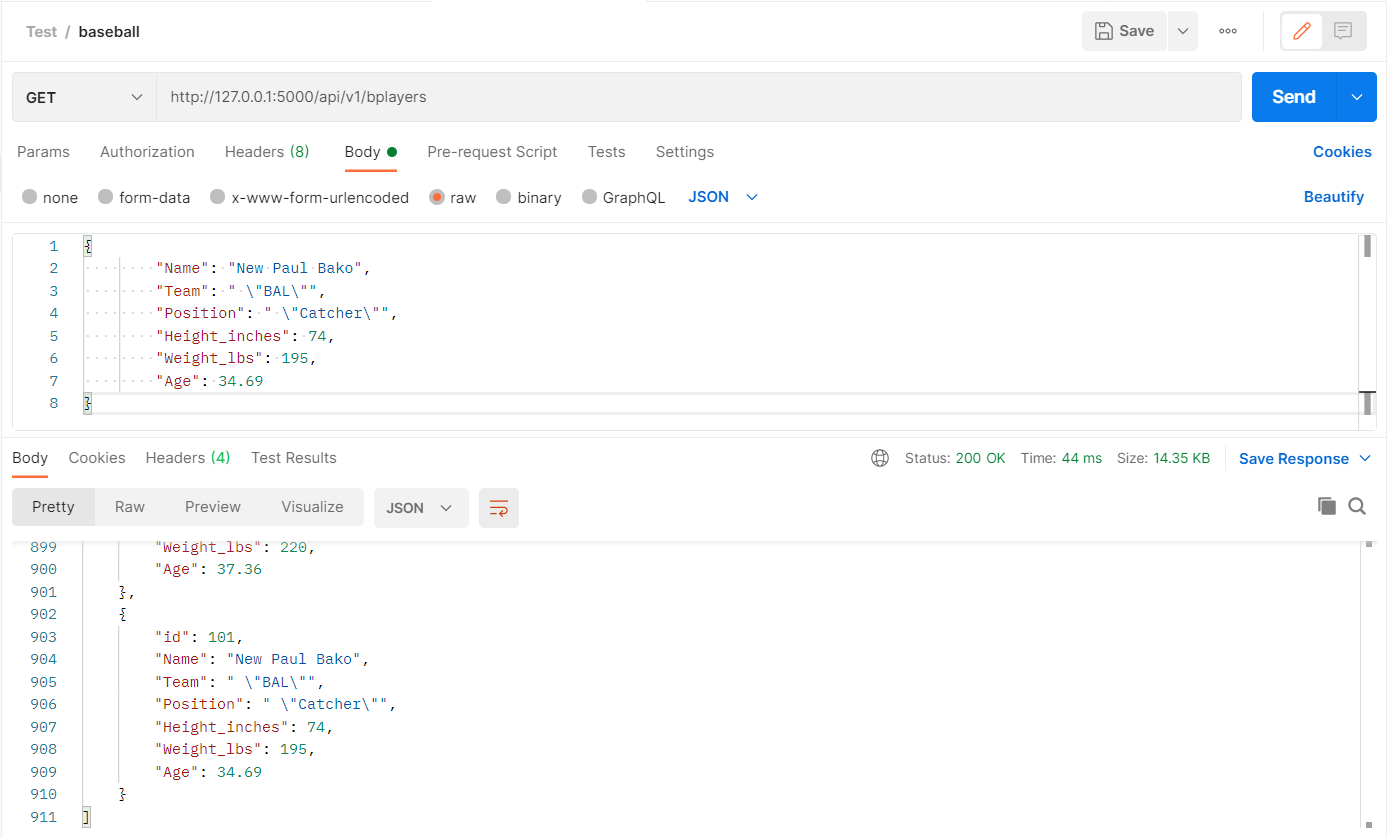 Test / baseball Save
GET http://127.0.0.1:5000/api/v1/bplayers Send
Params Authorization Headers (8) Body Pre-request Script Tests Settings Cookies
none form-data x-www-form-urlencoded raw binary GraphQL JSON Beautify
1 {
2 "Name": "New Paul Bako",
3 "Team": " \"BAL\"",
4 "Position": " \"Catcher\"",
5 "Height_inches": 74,
6 "Weight_lbs": 195,
7 "Age": 34.69
8 }
Body Cookies Headers (4) Test Results Status: 200 OK Time: 44 ms Size: 14.35 KB Save Response
Pretty Raw Preview Visualize JSON
899 "Weight_lbs": 220,
900 "Age": 37.36
901 },
902 {
903 "id": 101,
904 "Name": "New Paul Bako",
905 "Team": " \"BAL\"",
906 "Position": " \"Catcher\"",
907 "Height_inches": 74,
908 "Weight_lbs": 195,
909 "Age": 34.69
910 }
911 ]